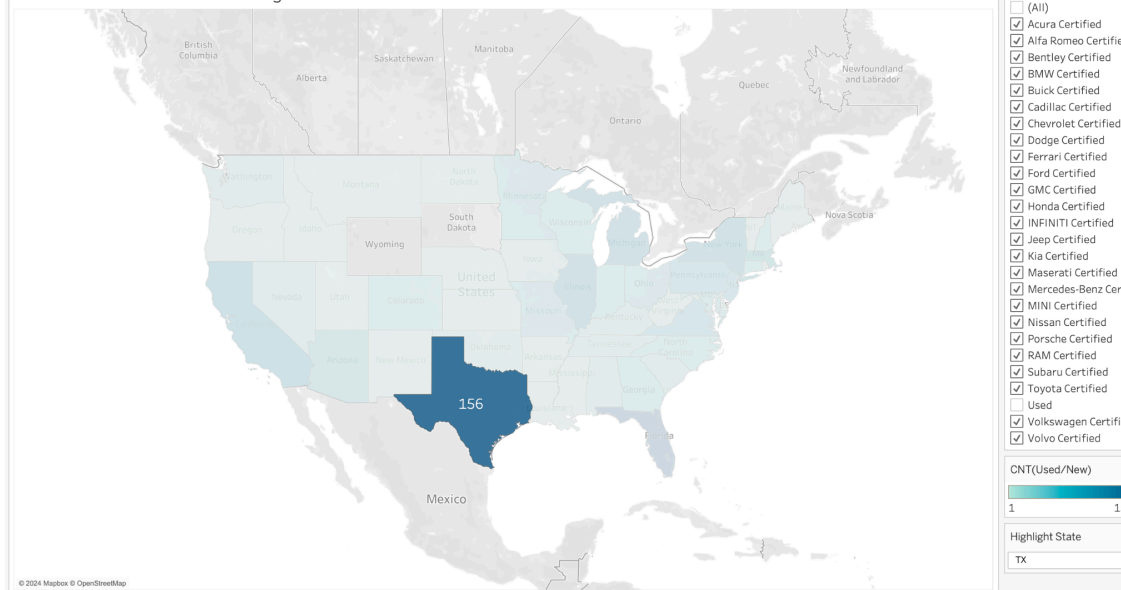 British
Columbia
Alberta
Saskatchewan
Manitoba
Ontario
Quebec
Newfoundland
and Labrador
Nova Scotia
Washington
Montana
North
Dakota
Minnesota
Oregon
Idaho
Wyoming
South
Dakota
Wisconsin
Michigan
New York
Iowa
Nevada
Utah
Colorado
United
States
Missouri
Illinois
Ohio
Pennsylvania
West
Virginia
Kentucky
Tennessee
North
Carolina
Arizona
New Mexico
Oklahoma
Arkansas
Mississippi
Georgia
156
Florida
Mexico
© 2024 Mapbox © OpenStreetMap
(All)
Acura Certified
Alfa Romeo Certifie
Bentley Certified
BMW Certified
Buick Certified
Cadillac Certified
Chevrolet Certified
Dodge Certified
Ferrari Certified
Ford Certified
GMC Certified
Honda Certified
INFINITI Certified
Jeep Certified
Kia Certified
Maserati Certified
Mercedes-Benz Cer
MINI Certified
Nissan Certified
Porsche Certified
RAM Certified
Subaru Certified
Toyota Certified
Used
Volkswagen Certifi
Volvo Certified
CNT(Used/New)
1
Highlight State
TX